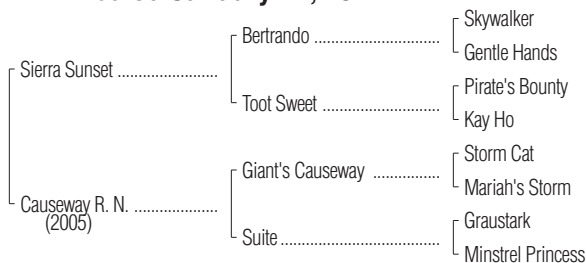 Skywalker
Bertrando
Gentle Hands
Sierra Sunset
Pirate's Bounty
Toot Sweet
Kay Ho
Storm Cat
Giant's Causeway
Mariah's Storm
Causeway R. N.
(2005)
Graustark
Suite
Minstrel Princess